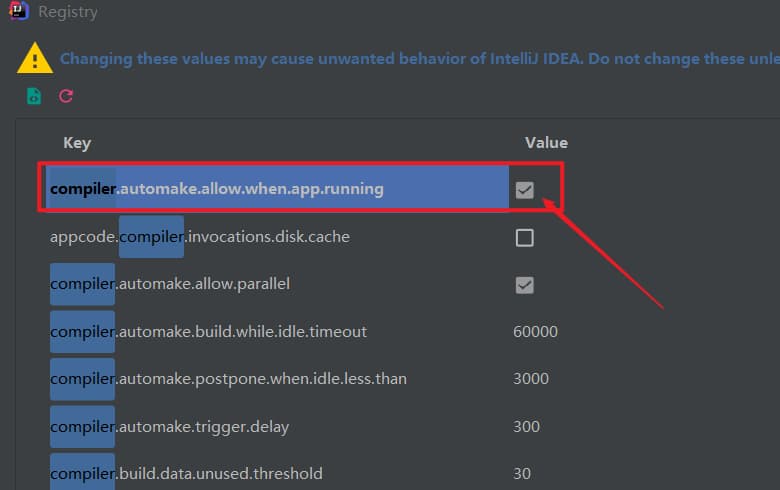 Registry
Changing these values may cause unwanted behavior of IntelliJ IDEA. Do not change these unle
Key Value
compiler.automake.allow.when.app.running
appcode.compiler.invocations.disk.cache
compiler.automake.allow.parallel
compiler.automake.build.while.idle.timeout 60000
compiler.automake.postpone.when.idle.less.than 3000
compiler.automake.trigger.delay 300
compiler.build.data.unused.threshold 30